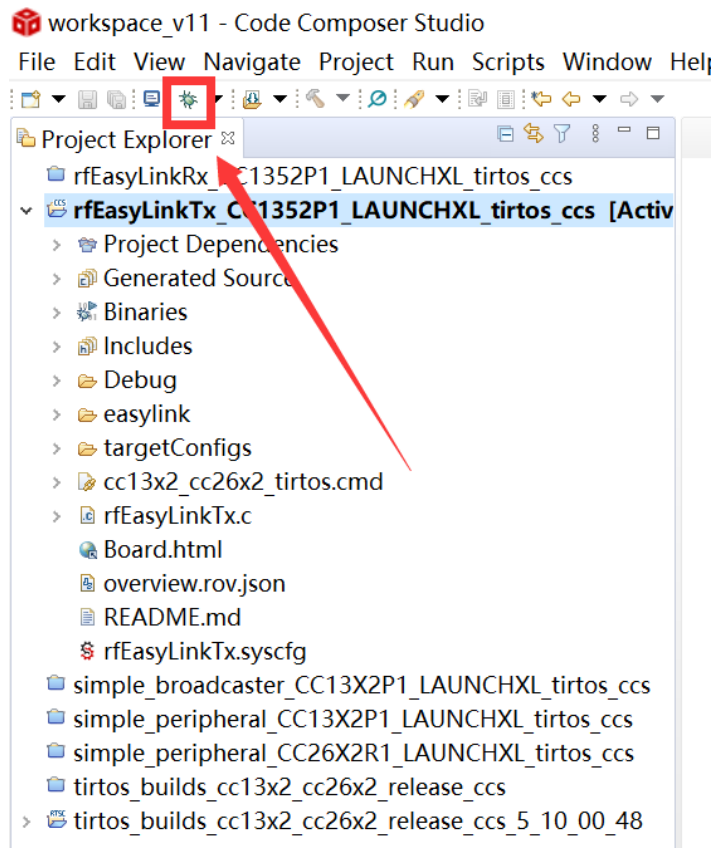 workspace_v11 - Code Composer Studio
File Edit View Navigate Project Run Scripts Window Help
Project Explorer
rfEasyLinkRx_CC1352P1_LAUNCHXL_tirtos_ccs
rfEasyLinkTx_CC1352P1_LAUNCHXL_tirtos_ccs [Activ
Project Dependencies
Generated Source
Binaries
Includes
Debug
easylink
targetConfigs
cc13x2_cc26x2_tirtos.cmd
rfEasyLinkTx.c
Board.html
overview.rov.json
README.md
rfEasyLinkTx.syscfg
simple_broadcaster_CC13X2P1_LAUNCHXL_tirtos_ccs
simple_peripheral_CC13X2P1_LAUNCHXL_tirtos_ccs
simple_peripheral_CC26X2R1_LAUNCHXL_tirtos_ccs
tirtos_builds_cc13x2_cc26x2_release_ccs
tirtos_builds_cc13x2_cc26x2_release_ccs_5_10_00_48